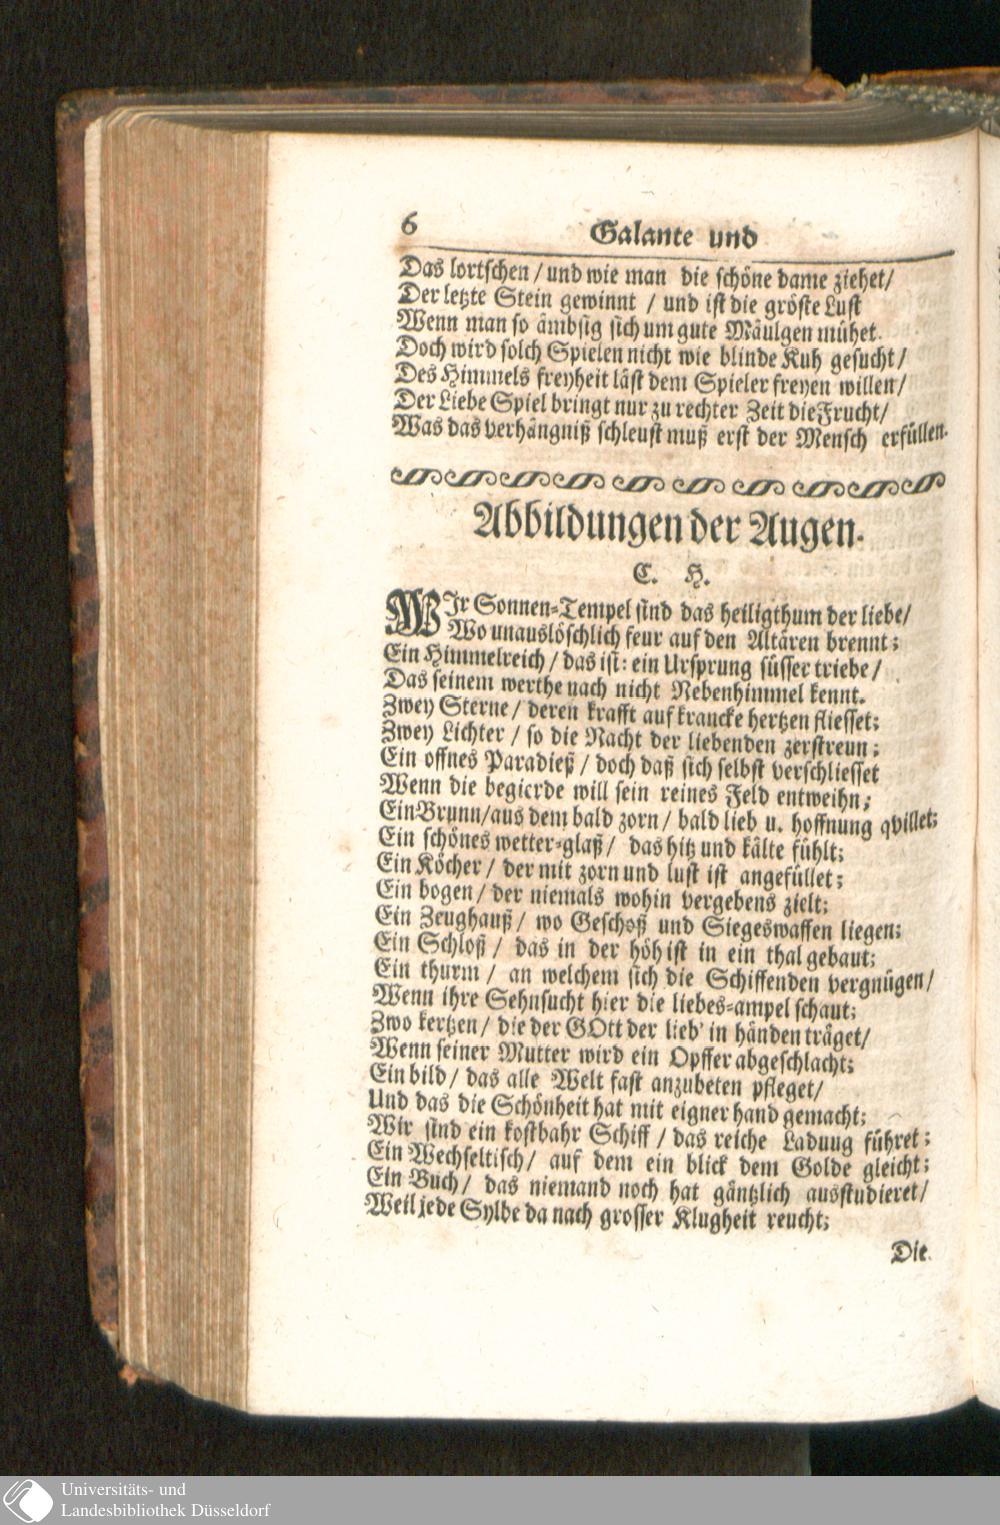 6 Galante und
Das lortschen / und wie man die schöne dame ziehet /
Der letzte Stein gewinnt / und ist die gröste Lust
Wenn man so ämbsig sich um gute Mäulgen mühet.
Doch wird solch Spielen nicht wie blinde Kuh gesucht /
Des Himmels freyheit läst dem Spieler freyen willen /
Der Liebe Spiel bringt nur zu rechter Zeit die Frucht /
Was das verhängniß schleust muß erst der Mensch erfüllen.
Abbildungen der Augen.
C. H.
WIr Sonnen-Tempel sind das heiligthum der liebe /
Wo unauslöschlich feur auf den Altären brennt;
Ein Himmelreich / das ist: ein Ursprung süsser triebe /
Das seinem werthe nach nicht Nebenhimmel kennt.
Zwey Sterne / deren krafft auf krancke hertzen fliesset;
Zwey Lichter / so die Nacht der liebenden zerstreun;
Ein offnes Paradieß / doch daß sich selbst verschliesset
Wenn die begierde will sein reines Feld entweihn;
Ein Brunn / aus dem bald zorn / bald lieb u. hoffnung qvillet;
Ein schönes wetter-glaß / das hitz und kälte fühlt;
Ein Köcher / der mit zorn und lust ist angefüllet;
Ein bogen / der niemals wohin vergebens zielt;
Ein Zeughauß / wo Geschoß und Siegeswaffen liegen;
Ein Schloß / das in der höh ist in ein thal gebaut;
Ein thurm / an welchem sich die Schiffenden vergnügen /
Wenn ihre Sehnsucht hier die liebes-ampel schaut;
Zwo kertzen / die der GOtt der lieb' in händen träget /
Wenn seiner Mutter wird ein Opffer abgeschlacht;
Ein bild / das alle Welt fast anzubeten pfleget /
Und das die Schönheit hat mit eigner hand gemacht;
Wir sind ein kostbahr Schiff / das reiche Laduug führet;
Ein Wechseltisch / auf dem ein blick dem Golde gleicht;
Ein Buch / das niemand noch hat gäntzlich ausstudieret /
Weil jede Sylbe da nach grosser Klugheit reucht;
Die
Universitäts- und
Landesbibliothek Düsseldorf